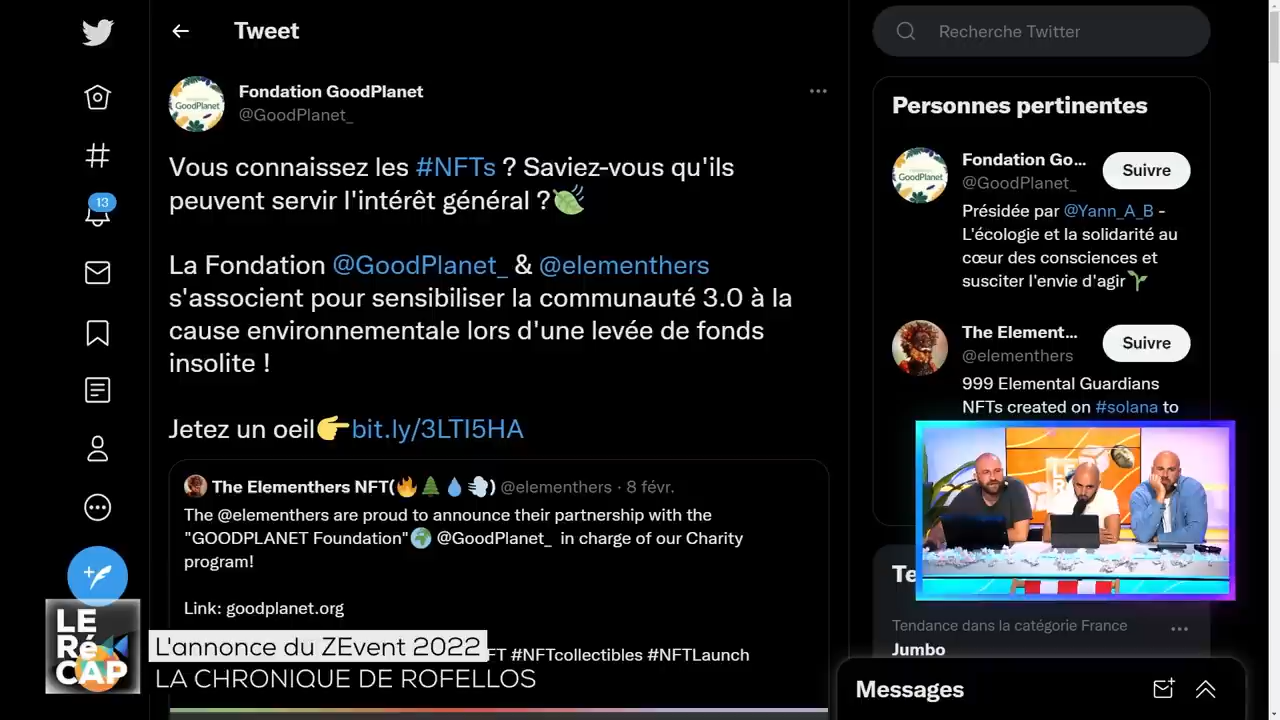 Tweet
Recherche Twitter
Fondation GoodPlanet
@GoodPlanet_
Vous connaissez les #NFTs ? Saviez-vous qu'ils
peuvent servir l'intérêt général ?
La Fondation @GoodPlanet_ & @elementhers
s'associent pour sensibiliser la communauté 3.0 à la
cause environnementale lors d'une levée de fonds
insolite !
Jetez un oeil👉bit.ly/3LTI5HA
The Elementhers NFT(🔥🌲💧💨) @elementhers · 8 févr.
The @elementhers are proud to announce their partnership with the
"GOODPLANET Foundation"🌍 @GoodPlanet_ in charge of our Charity
program!
Link: goodplanet.org
#NFTcollectibles #NFTLaunch
13
Personnes pertinentes
Fondation Go...
@GoodPlanet_
Suivre
Présidée par @Yann_A_B -
L'écologie et la solidarité au
cœur des consciences et
susciter l'envie d'agir
The Element...
@elementhers
Suivre
999 Elemental Guardians
NFTs created on #solana to
Tendance dans la catégorie France
Jumbo
Messages
LE
Ré
CAP
L'annonce du ZEvent 2022
LA CHRONIQUE DE ROFELLOS